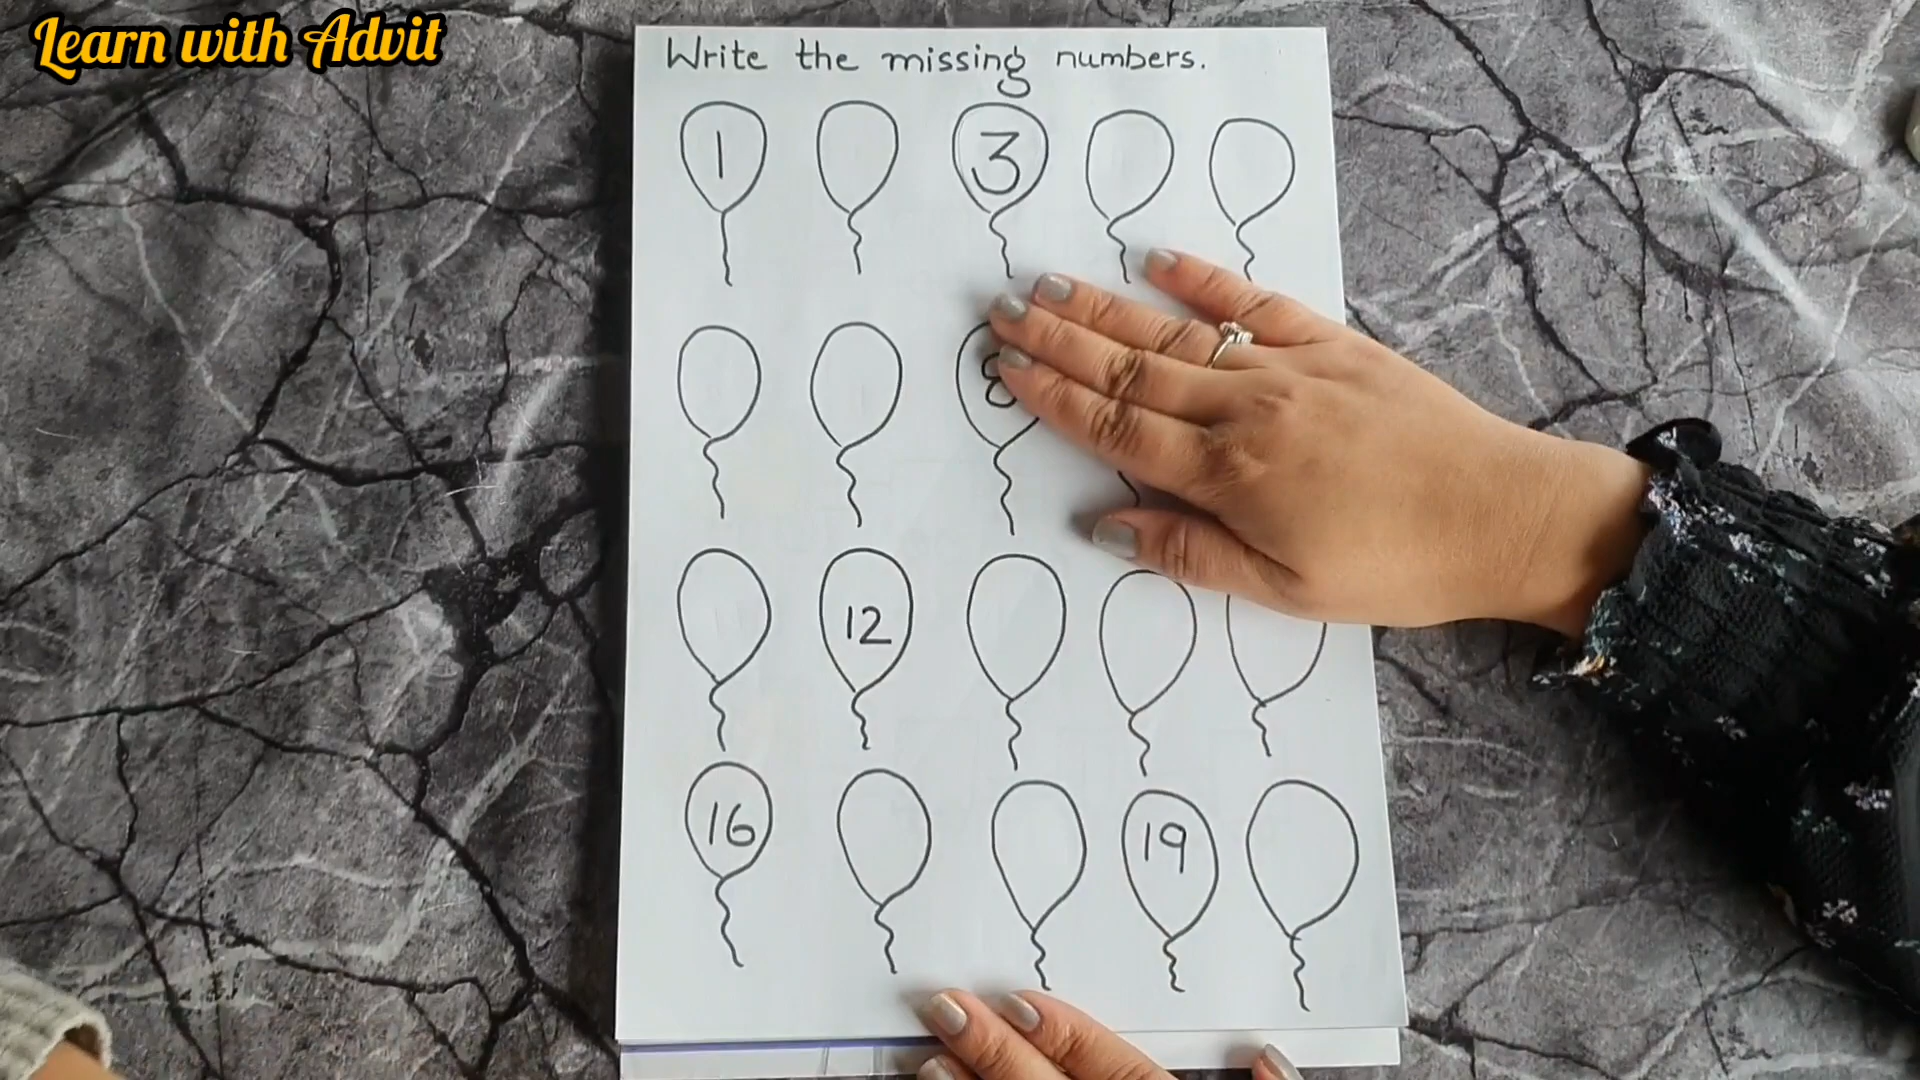 Learn with Advit
Write the missing numbers.
1 3
8
12
16 19